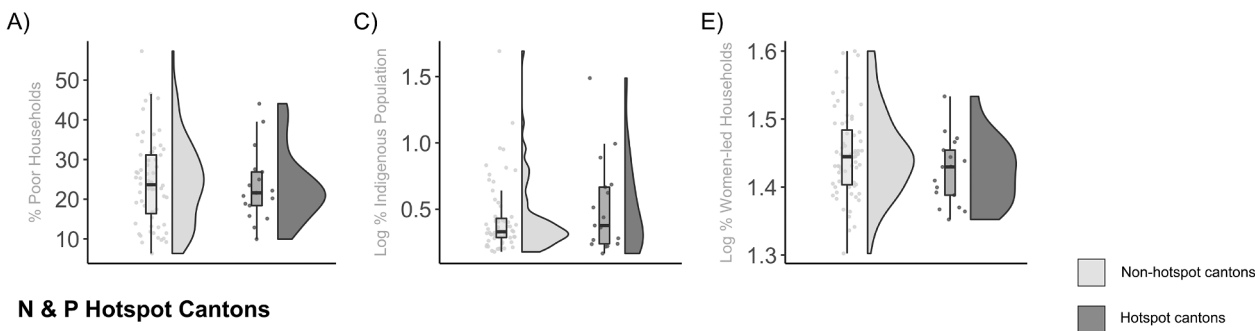 A)
% Poor Households
50
40
30
20
10
C)
Log % Indigenous Population
1.5
1.0
0.5
E)
Log % Women-led Households
1.6
1.5
1.4
1.3
Non-hotspot cantons
Hotspot cantons
N & P Hotspot Cantons